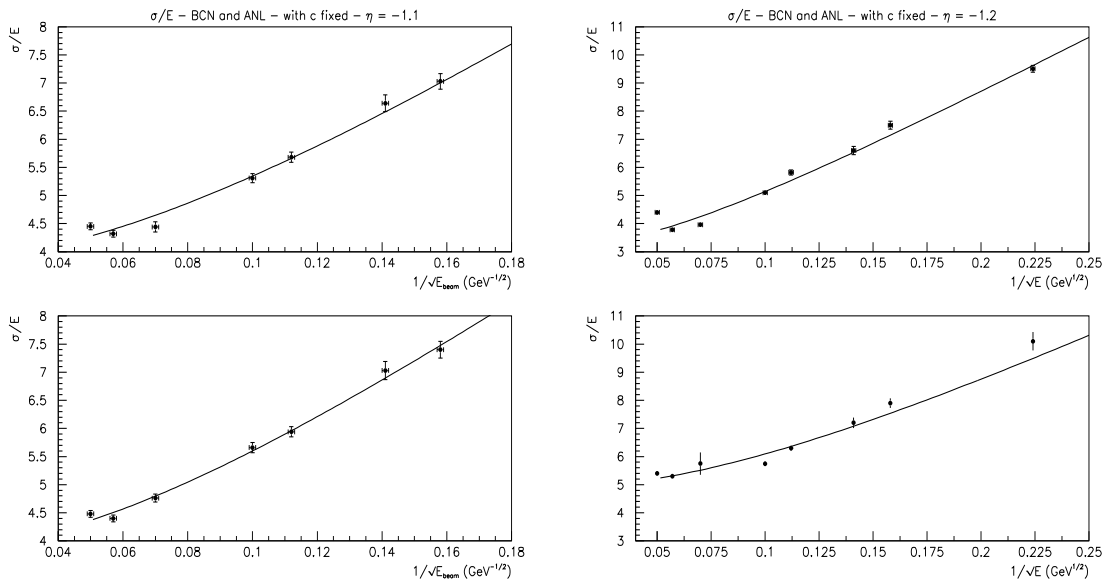 σ/E − BCN and ANL − with c fixed − η = −1.1
σ/E
8
7.5
7
6.5
6
5.5
5
4.5
4
0.04 0.06 0.08 0.1 0.12 0.14 0.16 0.18
1/√E_beam (GeV^−1/2)
σ/E − BCN and ANL − with c fixed − η = −1.2
σ/E
11
10
9
8
7
6
5
4
3
0.05 0.075 0.1 0.125 0.15 0.175 0.2 0.225 0.25
1/√E (GeV^1/2)
σ/E
8
7.5
7
6.5
6
5.5
5
4.5
4
0.04 0.06 0.08 0.1 0.12 0.14 0.16 0.18
1/√E_beam (GeV^−1/2)
σ/E
11
10
9
8
7
6
5
4
3
0.05 0.075 0.1 0.125 0.15 0.175 0.2 0.225 0.25
1/√E (GeV^1/2)